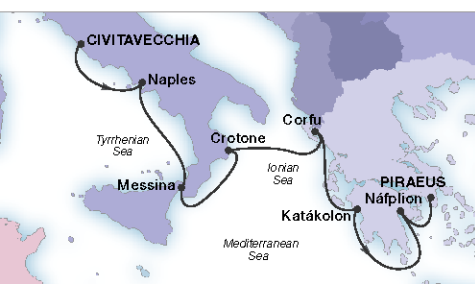 CIVITAVECCHIA
Naples
Tyrrhenian
Sea
Crotone
Corfu
Ionian
Sea
Messina
PIRAEUS
Náfplion
Katákolon
Mediterranean
Sea